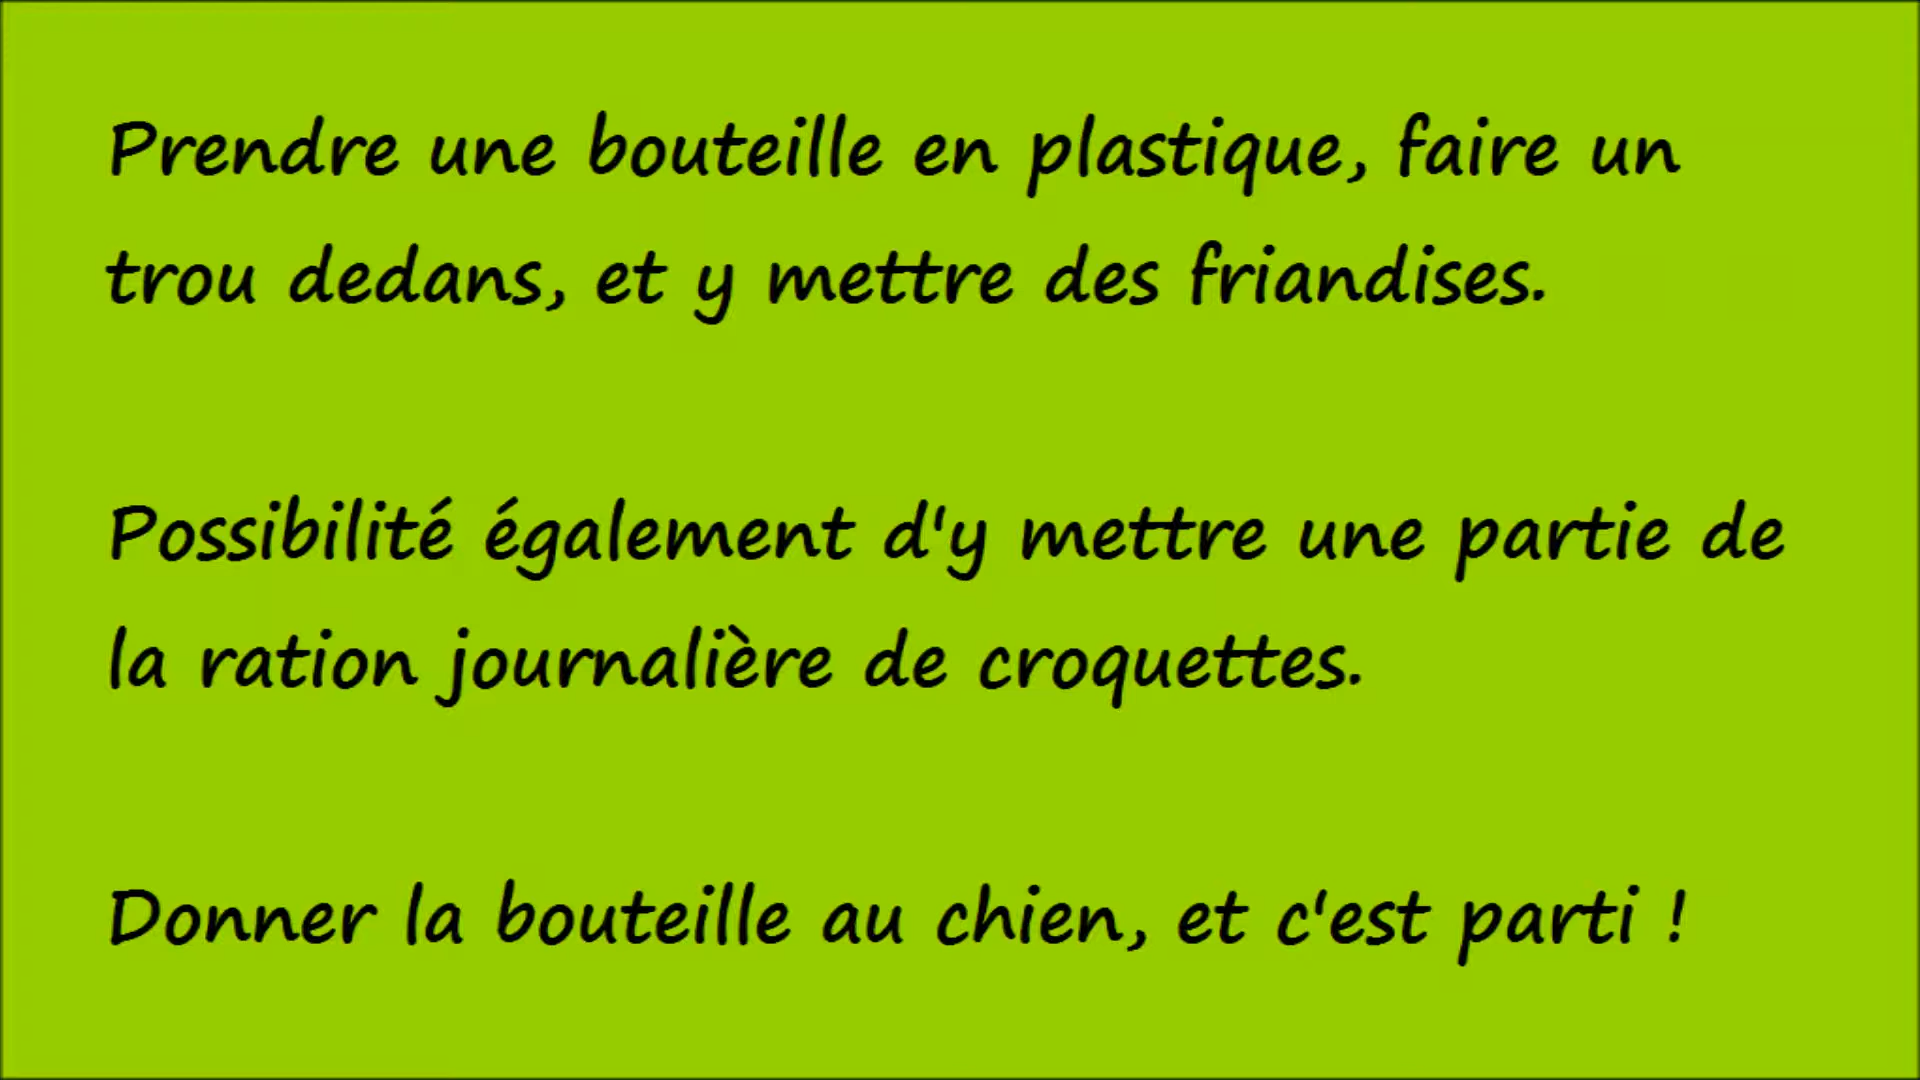 Prendre une bouteille en plastique, faire un
trou dedans, et y mettre des friandises.
Possibilité également d'y mettre une partie de
la ration journalière de croquettes.
Donner la bouteille au chien, et c'est parti !